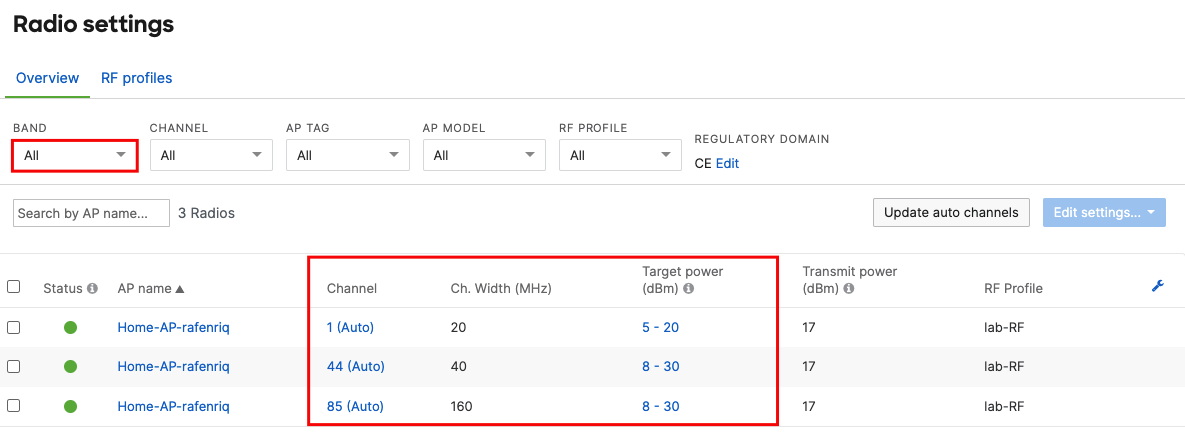 Radio settings
Overview RF profiles
BAND CHANNEL AP TAG AP MODEL RF PROFILE REGULATORY DOMAIN
All All All All All CE Edit
Search by AP name... 3 Radios Update auto channels Edit settings...
Status AP name Channel Ch. Width (MHz) Target power (dBm) Transmit power (dBm) RF Profile
Home-AP-rafenriq 1 (Auto) 20 5 - 20 17 lab-RF
Home-AP-rafenriq 44 (Auto) 40 8 - 30 17 lab-RF
Home-AP-rafenriq 85 (Auto) 160 8 - 30 17 lab-RF